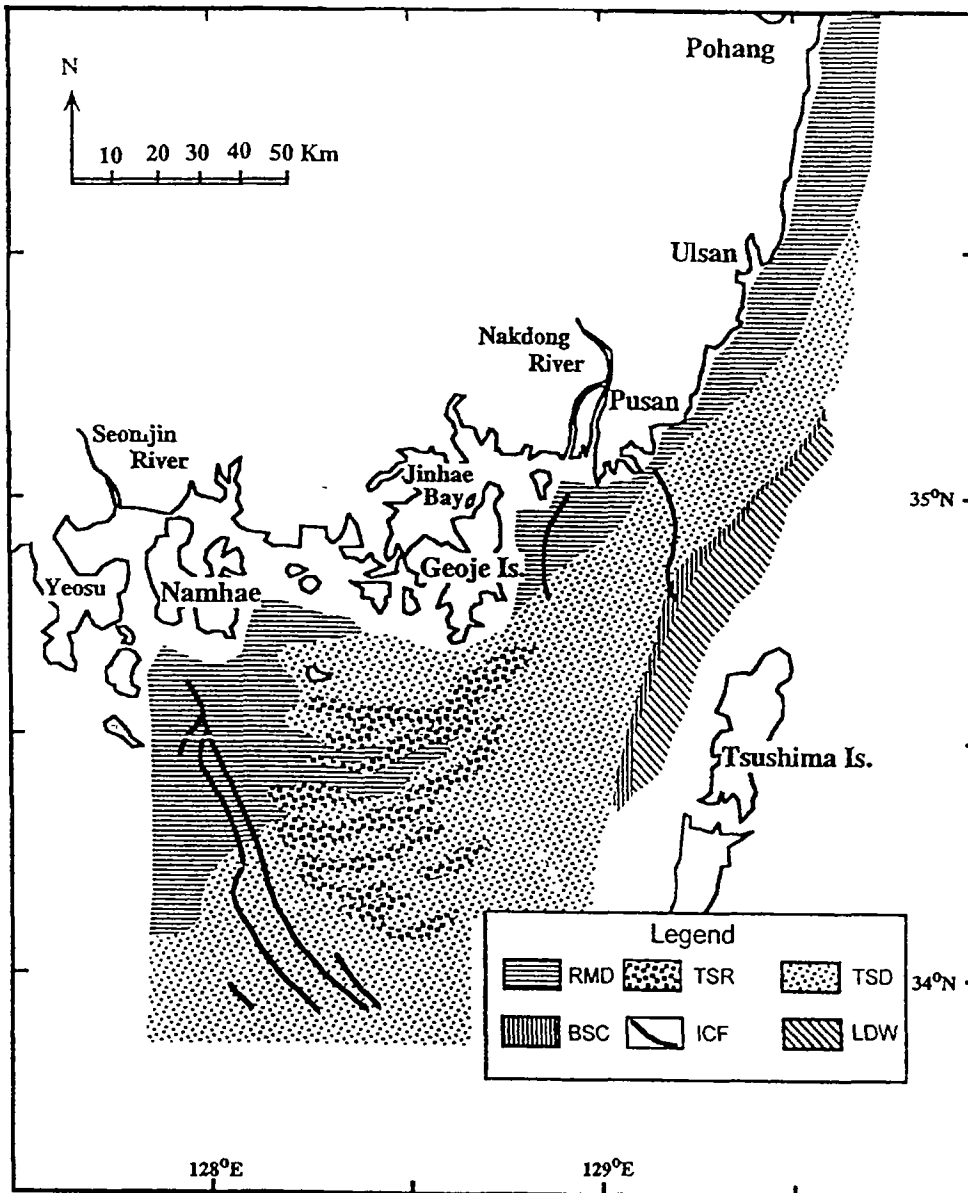 Pohang
N
10 20 30 40 50 Km
Ulsan
Nakdong
River
Pusan
Seomjin
River
Jinhae
Bay
35°N
Geoje Is.
Yeosu
Namhae
Tsushima Is.
Legend
RMD TSR TSD
34°N
BSC ICF LDW
128°E
129°E